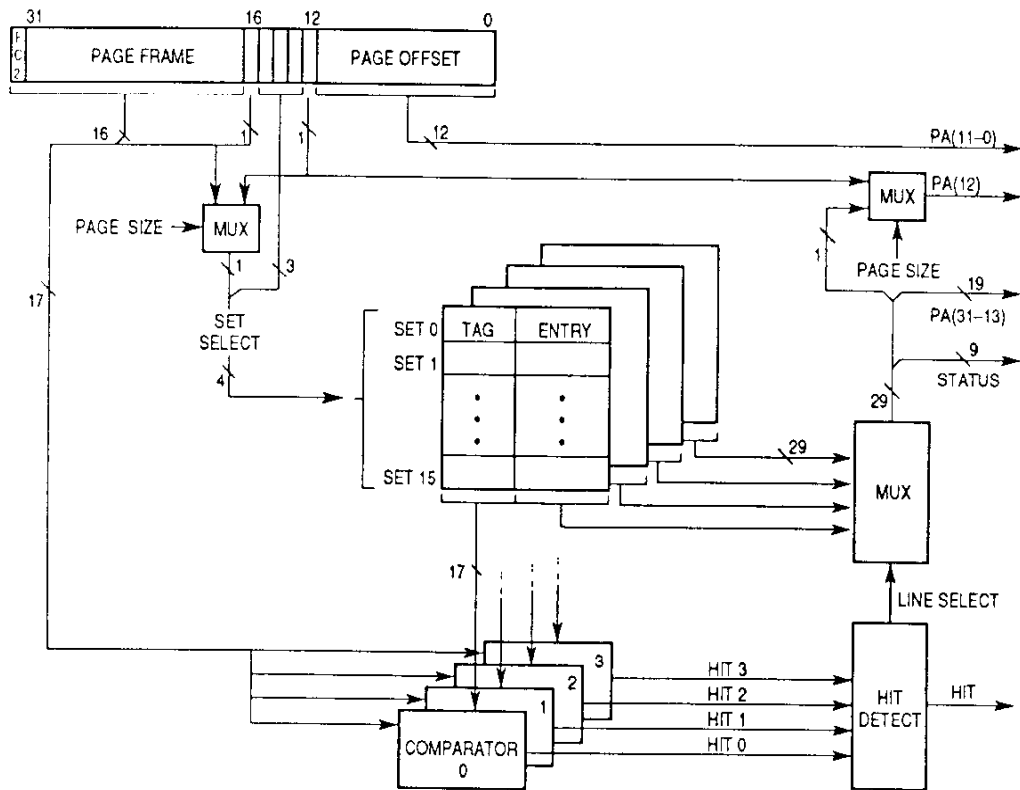 31 16 12 0
FC2 PAGE FRAME PAGE OFFSET
16 1 1 12
PA(11–0)
MUX PA(12)
PAGE SIZE MUX
1 3 1 PAGE SIZE
17 19
PA(31–13)
SET
SELECT
SET 0 TAG ENTRY
SET 1
9
STATUS
4
29
29
SET 15
MUX
17
LINE SELECT
3 HIT 3
2 HIT 2
1 HIT 1
COMPARATOR HIT 0
0
HIT
DETECT
HIT